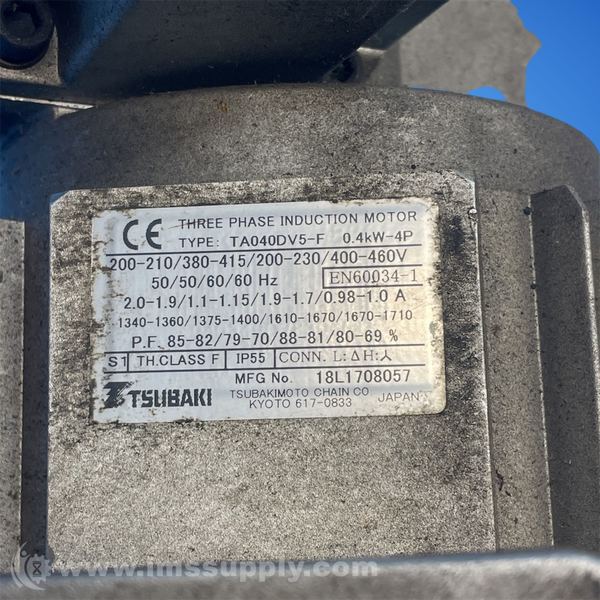 CE THREE PHASE INDUCTION MOTOR
TYPE: TA040DV5-F 0.4kW-4P
200-210/380-415/200-230/400-460V
50/50/60/60 Hz EN60034-1
2.0-1.9/1.1-1.15/1.9-1.7/0.98-1.0 A
1340-1360/1375-1400/1610-1670/1670-1710
P.F. 85-82/79-70/88-81/80-69 %
S1 TH.CLASS F IP55 CONN. L: Δ H: 人
MFG No. 18L1708057
TSUBAKI TSUBAKIMOTO CHAIN CO
KYOTO 617-0833 JAPAN
www.imssupply.com